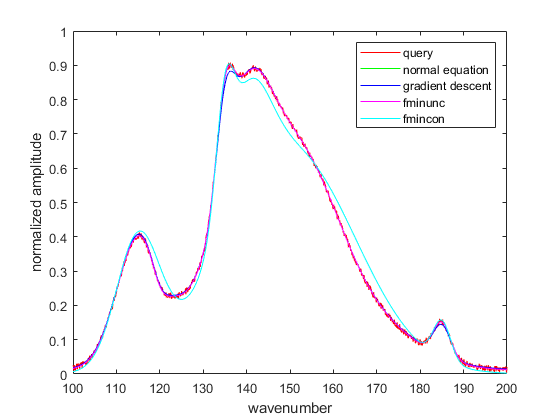 1
0.9
0.8
0.7
0.6
0.5
0.4
0.3
0.2
0.1
0
normalized amplitude
query
normal equation
gradient descent
fminunc
fmincon
100 110 120 130 140 150 160 170 180 190 200
wavenumber